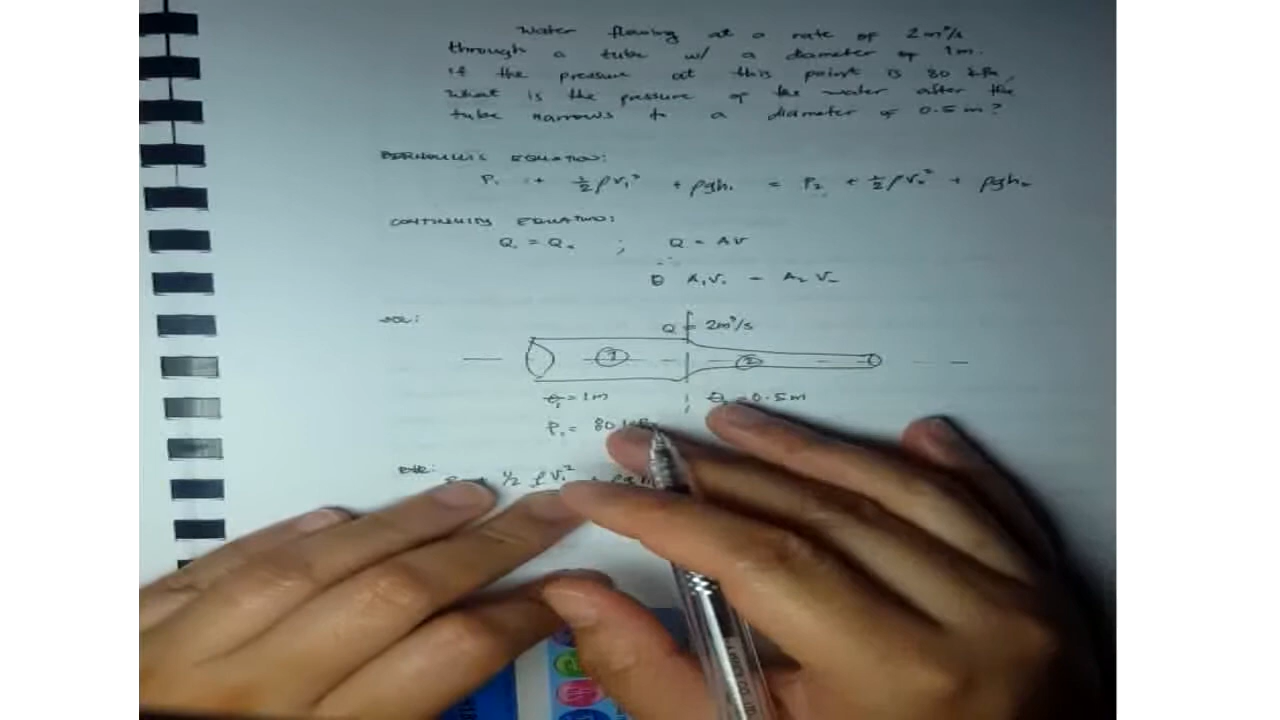 Water flowing at a rate of 2 m³/s
through a tube w/ a diameter of 1m.
If the pressure at this point is 80 kPa,
what is the pressure of the water after the
tube narrows to a diameter of 0.5 m?
BERNOULLI'S EQUATION:
P₁ + ½ρV₁² + ρgh₁ = P₂ + ½ρV₂² + ρgh₂
CONTINUITY EQUATION:
Q₁ = Q₂ ; Q = AV
∴
A₁V₁ = A₂V₂
SOL:
Q = 2m³/s
1 2
= 1m = 0.5m
P₁ = 80
½ ρV₁² +